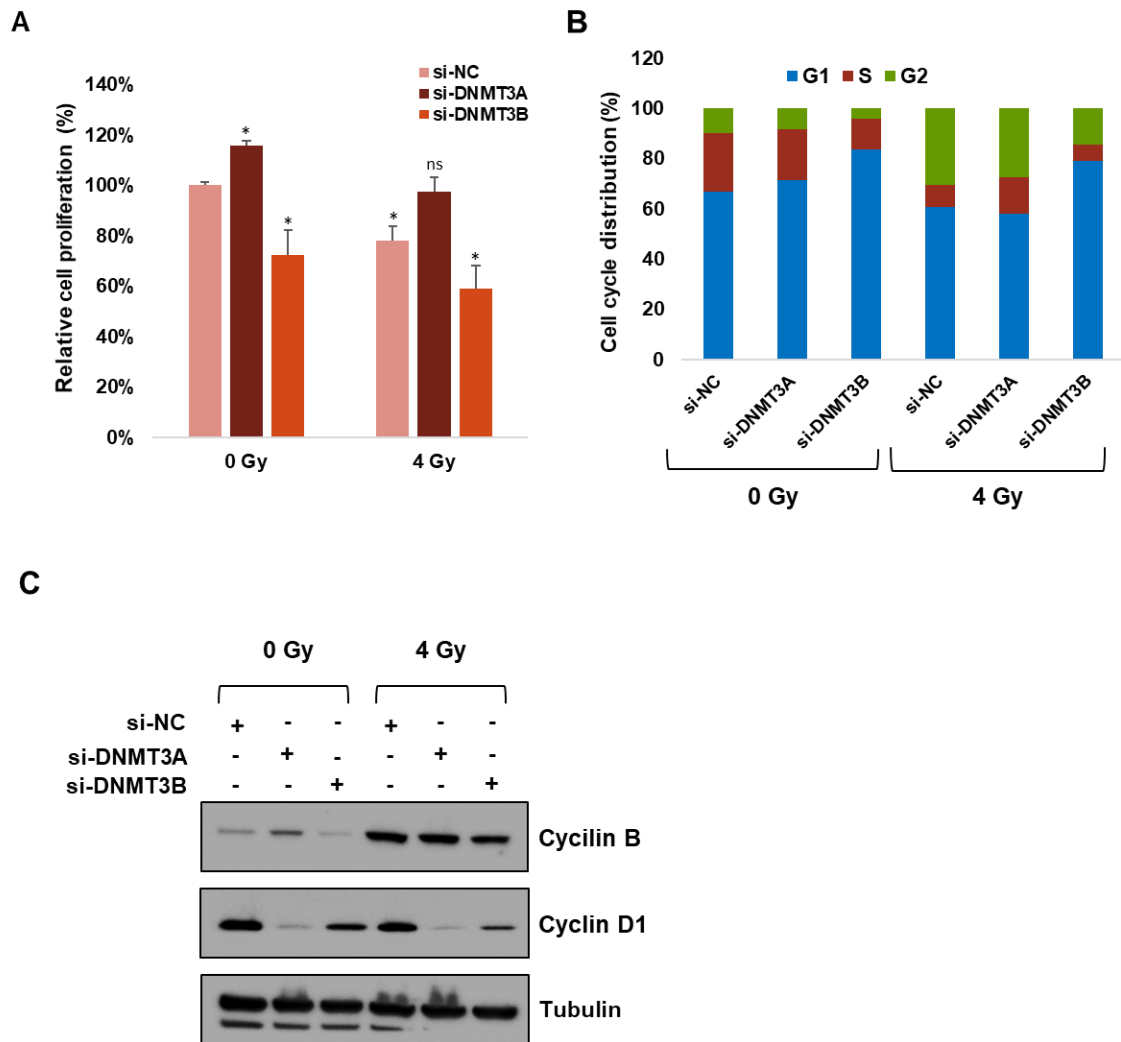 A
Relative cell proliferation (%)
140%
120%
100%
80%
60%
40%
20%
0%
si-NC
si-DNMT3A
si-DNMT3B
*
*
*
ns
*
0 Gy
4 Gy
B
Cell cycle distribution (%)
120
100
80
60
40
20
0
G1 S G2
si-NC
si-DNMT3A
si-DNMT3B
si-NC
si-DNMT3A
si-DNMT3B
0 Gy
4 Gy
C
0 Gy 4 Gy
si-NC + - - + - -
si-DNMT3A - + - - + -
si-DNMT3B - - + - - +
Cycilin B
Cyclin D1
Tubulin